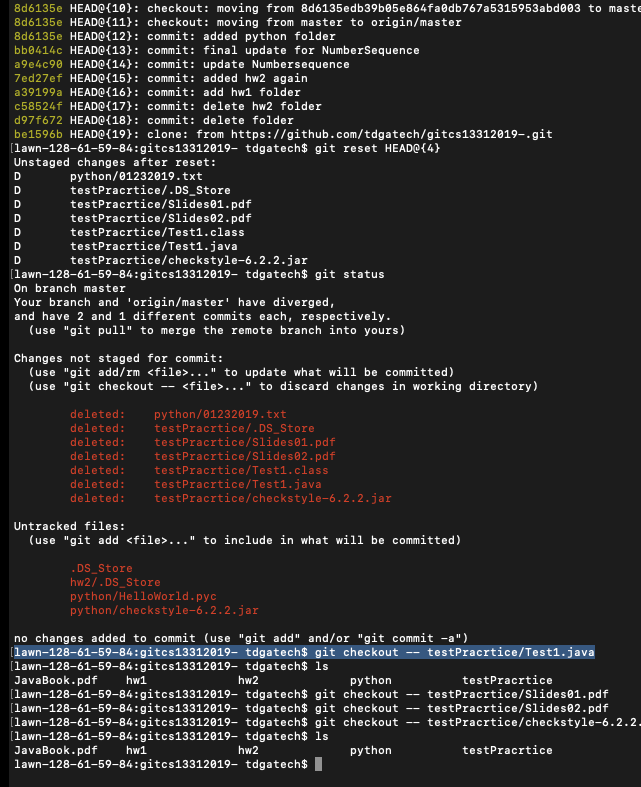 8d6135e HEAD@{10}: checkout: moving from 8d6135edb39b05e864fa0db767a5315953abd003 to maste
8d6135e HEAD@{11}: checkout: moving from master to origin/master
8d6135e HEAD@{12}: commit: added python folder
bb0414c HEAD@{13}: commit: final update for NumberSequence
a9e4c90 HEAD@{14}: commit: update Numbersequence
7ed27ef HEAD@{15}: commit: added hw2 again
a39199a HEAD@{16}: commit: add hw1 folder
c58524f HEAD@{17}: commit: delete hw2 folder
d97f672 HEAD@{18}: commit: delete folder
be1596b HEAD@{19}: clone: from https://github.com/tdgatech/gitcs13312019-.git
[lawn-128-61-59-84:gitcs13312019- tdgatech$ git reset HEAD@{4}
Unstaged changes after reset:
D       python/01232019.txt
D       testPracrtice/.DS_Store
D       testPracrtice/Slides01.pdf
D       testPracrtice/Slides02.pdf
D       testPracrtice/Test1.class
D       testPracrtice/Test1.java
D       testPracrtice/checkstyle-6.2.2.jar
[lawn-128-61-59-84:gitcs13312019- tdgatech$ git status
On branch master
Your branch and 'origin/master' have diverged,
and have 2 and 1 different commits each, respectively.
  (use "git pull" to merge the remote branch into yours)
Changes not staged for commit:
  (use "git add/rm <file>..." to update what will be committed)
  (use "git checkout -- <file>..." to discard changes in working directory)
        deleted:    python/01232019.txt
        deleted:    testPracrtice/.DS_Store
        deleted:    testPracrtice/Slides01.pdf
        deleted:    testPracrtice/Slides02.pdf
        deleted:    testPracrtice/Test1.class
        deleted:    testPracrtice/Test1.java
        deleted:    testPracrtice/checkstyle-6.2.2.jar
Untracked files:
  (use "git add <file>..." to include in what will be committed)
        .DS_Store
        hw2/.DS_Store
        python/HelloWorld.pyc
        python/checkstyle-6.2.2.jar
no changes added to commit (use "git add" and/or "git commit -a")
[lawn-128-61-59-84:gitcs13312019- tdgatech$ git checkout -- testPracrtice/Test1.java
[lawn-128-61-59-84:gitcs13312019- tdgatech$ ls
JavaBook.pdf    hw1             hw2             python          testPracrtice
[lawn-128-61-59-84:gitcs13312019- tdgatech$ git checkout -- testPracrtice/Slides01.pdf
[lawn-128-61-59-84:gitcs13312019- tdgatech$ git checkout -- testPracrtice/Slides02.pdf
[lawn-128-61-59-84:gitcs13312019- tdgatech$ git checkout -- testPracrtice/checkstyle-6.2.2.
[lawn-128-61-59-84:gitcs13312019- tdgatech$ ls
JavaBook.pdf    hw1             hw2             python          testPracrtice
lawn-128-61-59-84:gitcs13312019- tdgatech$